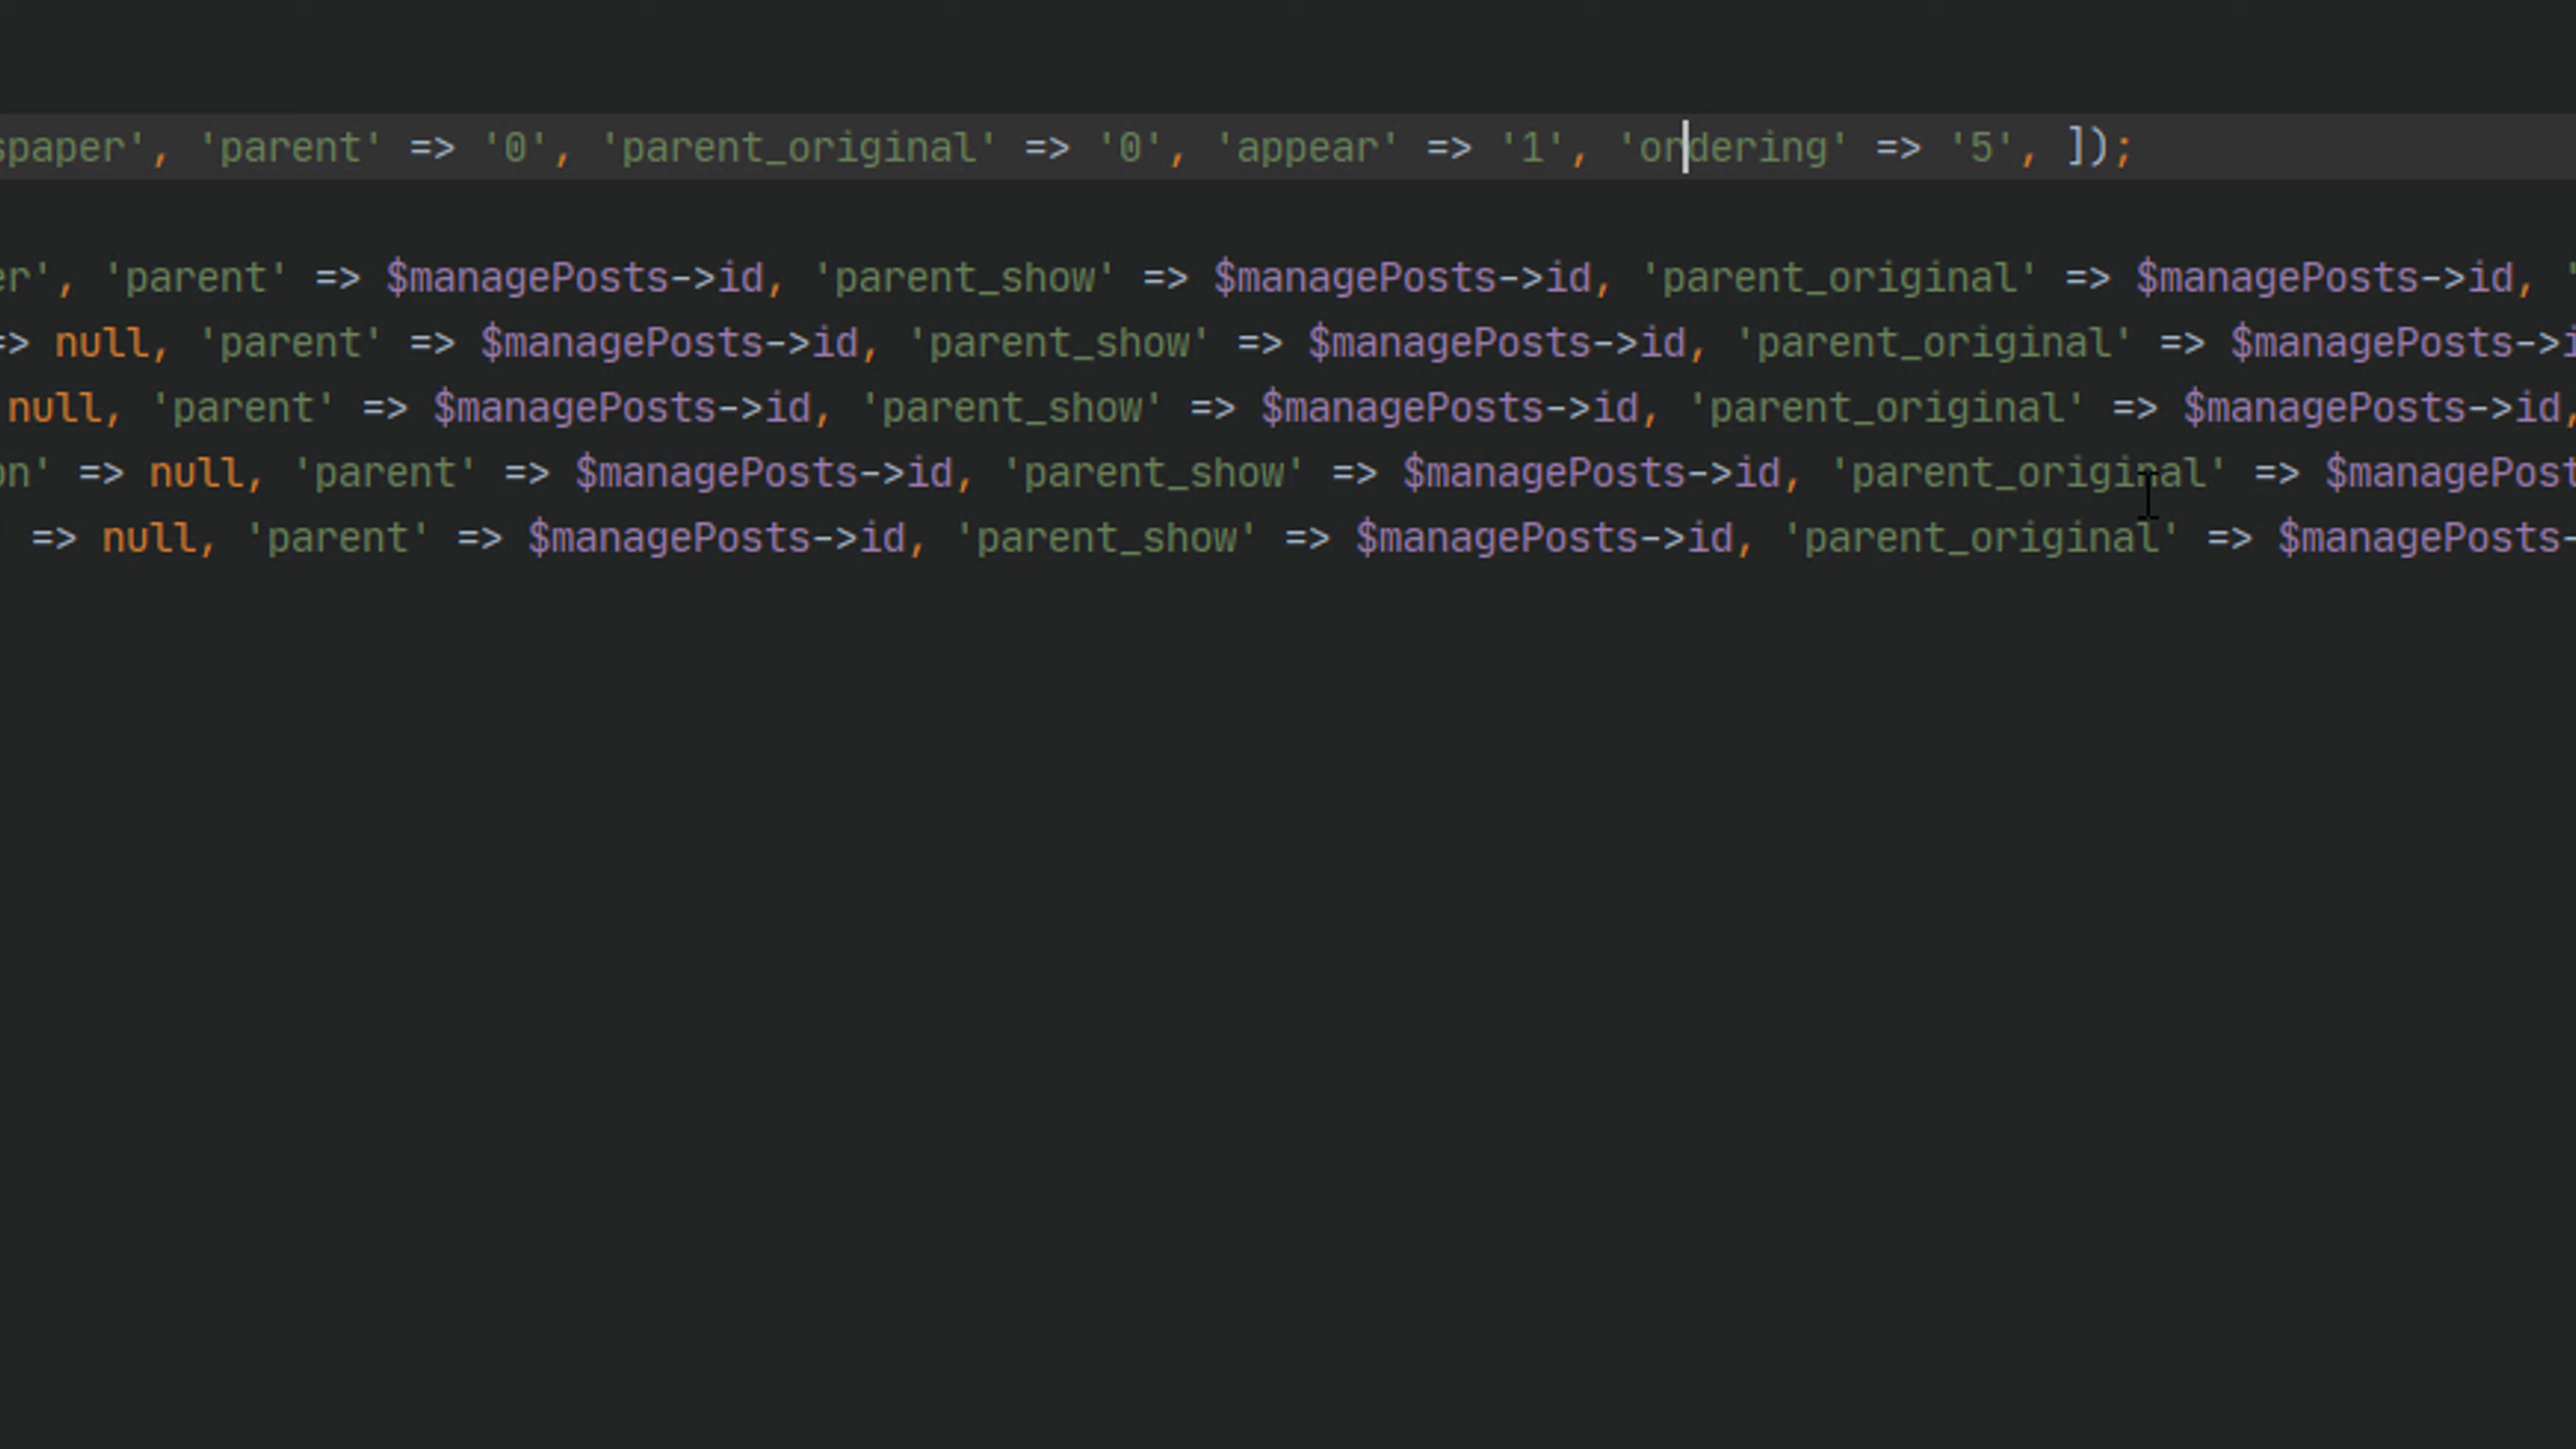 spaper', 'parent' => '0', 'parent_original' => '0', 'appear' => '1', 'ordering' => '5', ]);
er', 'parent' => $managePosts->id, 'parent_show' => $managePosts->id, 'parent_original' => $managePosts->id, '
=> null, 'parent' => $managePosts->id, 'parent_show' => $managePosts->id, 'parent_original' => $managePosts->i
null, 'parent' => $managePosts->id, 'parent_show' => $managePosts->id, 'parent_original' => $managePosts->id,
on' => null, 'parent' => $managePosts->id, 'parent_show' => $managePosts->id, 'parent_original' => $managePost
=> null, 'parent' => $managePosts->id, 'parent_show' => $managePosts->id, 'parent_original' => $managePosts-